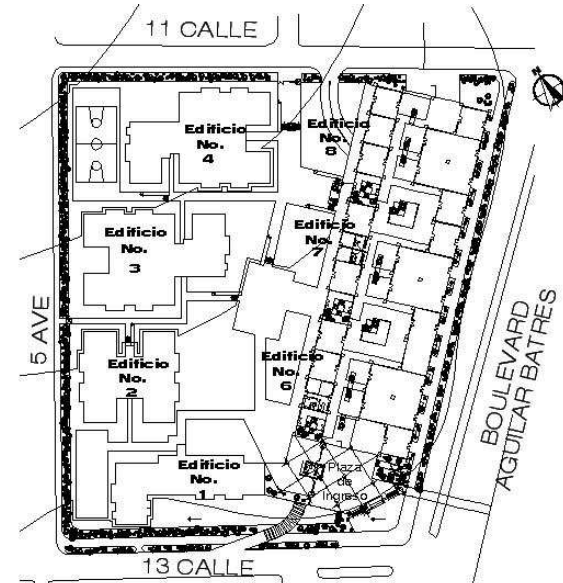 11 CALLE
Edificio
No.
4
Edificio
No.
8
Edificio
No.
3
Edificio
No.
7
5 AVE
Edificio
No.
2
Edificio
No.
6
BOULEVARD
AGUILAR BATRES
Edificio
No.
1
Plaza
de
Ingreso
13 CALLE